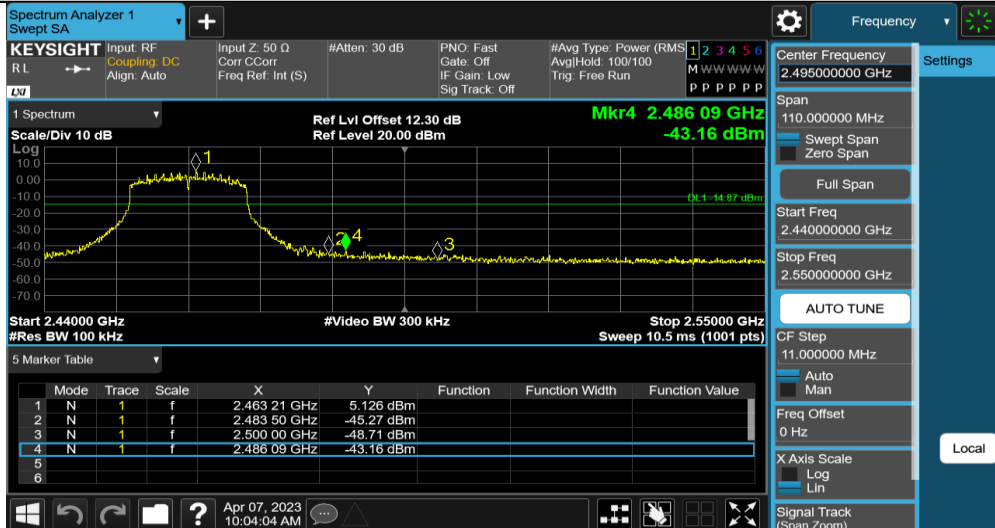 Spectrum Analyzer 1
Swept SA
+
Frequency
KEYSIGHT
RL
LXI
Input: RF
Coupling: DC
Align: Auto
Input Z: 50 Ω
Corr CCorr
Freq Ref: Int (S)
#Atten: 30 dB
PNO: Fast
Gate: Off
IF Gain: Low
Sig Track: Off
#Avg Type: Power (RMS
Avg|Hold: 100/100
Trig: Free Run
1 2 3 4 5 6
M W W W W W
P P P P P P
1 Spectrum
Scale/Div 10 dB
Ref Lvl Offset 12.30 dB
Ref Level 20.00 dBm
Mkr4 2.486 09 GHz
-43.16 dBm
Log
10.0
0.00
-10.0
-20.0
-30.0
-40.0
-50.0
-60.0
-70.0
1
2
4
3
DL1 -14.87 dBm
Start 2.44000 GHz
#Res BW 100 kHz
#Video BW 300 kHz
Stop 2.55000 GHz
Sweep 10.5 ms (1001 pts)
5 Marker Table
Mode Trace Scale X Y Function Function Width Function Value
1 N 1 f 2.463 21 GHz 5.126 dBm
2 N 1 f 2.483 50 GHz -45.27 dBm
3 N 1 f 2.500 00 GHz -48.71 dBm
4 N 1 f 2.486 09 GHz -43.16 dBm
5
6
?
Apr 07, 2023
10:04:04 AM
Center Frequency
2.495000000 GHz
Span
110.000000 MHz
Swept Span
Zero Span
Full Span
Start Freq
2.440000000 GHz
Stop Freq
2.550000000 GHz
AUTO TUNE
CF Step
11.000000 MHz
Auto
Man
Freq Offset
0 Hz
X Axis Scale
Log
Lin
Signal Track
(Span Zoom)
Settings
Local